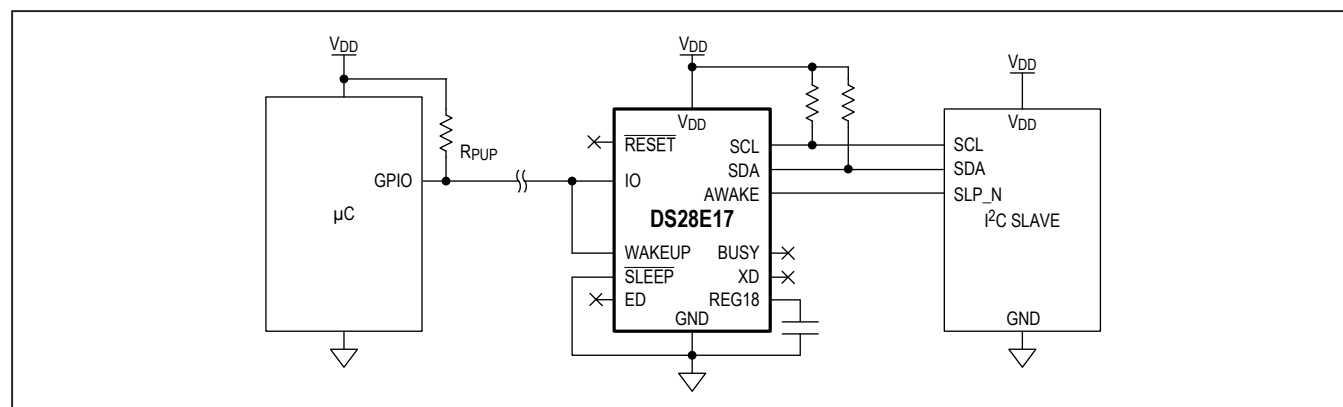 VDD
RPUP
GPIO
µC
VDD
VDD
RESET
IO
WAKEUP
SLEEP
ED
DS28E17
SCL
SDA
AWAKE
BUSY
XD
REG18
GND
VDD
VDD
SCL
SDA
SLP_N
I2C SLAVE
GND